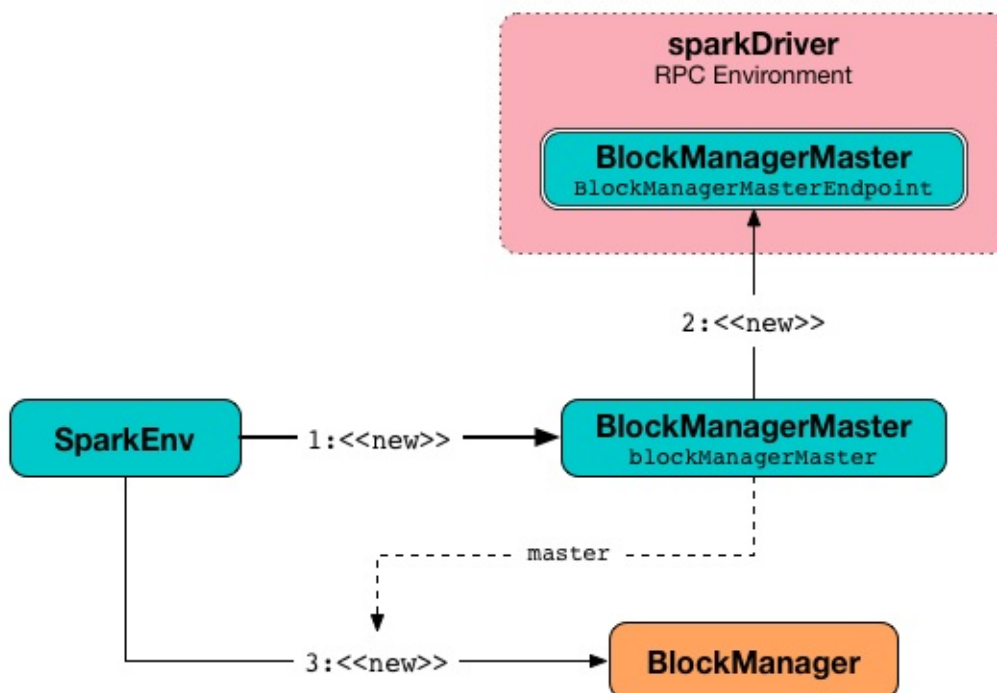 sparkDriver
RPC Environment
BlockManagerMaster
BlockManagerMasterEndpoint
2:<<new>>
SparkEnv
1:<<new>>
BlockManagerMaster
blockManagerMaster
master
3:<<new>>
BlockManager